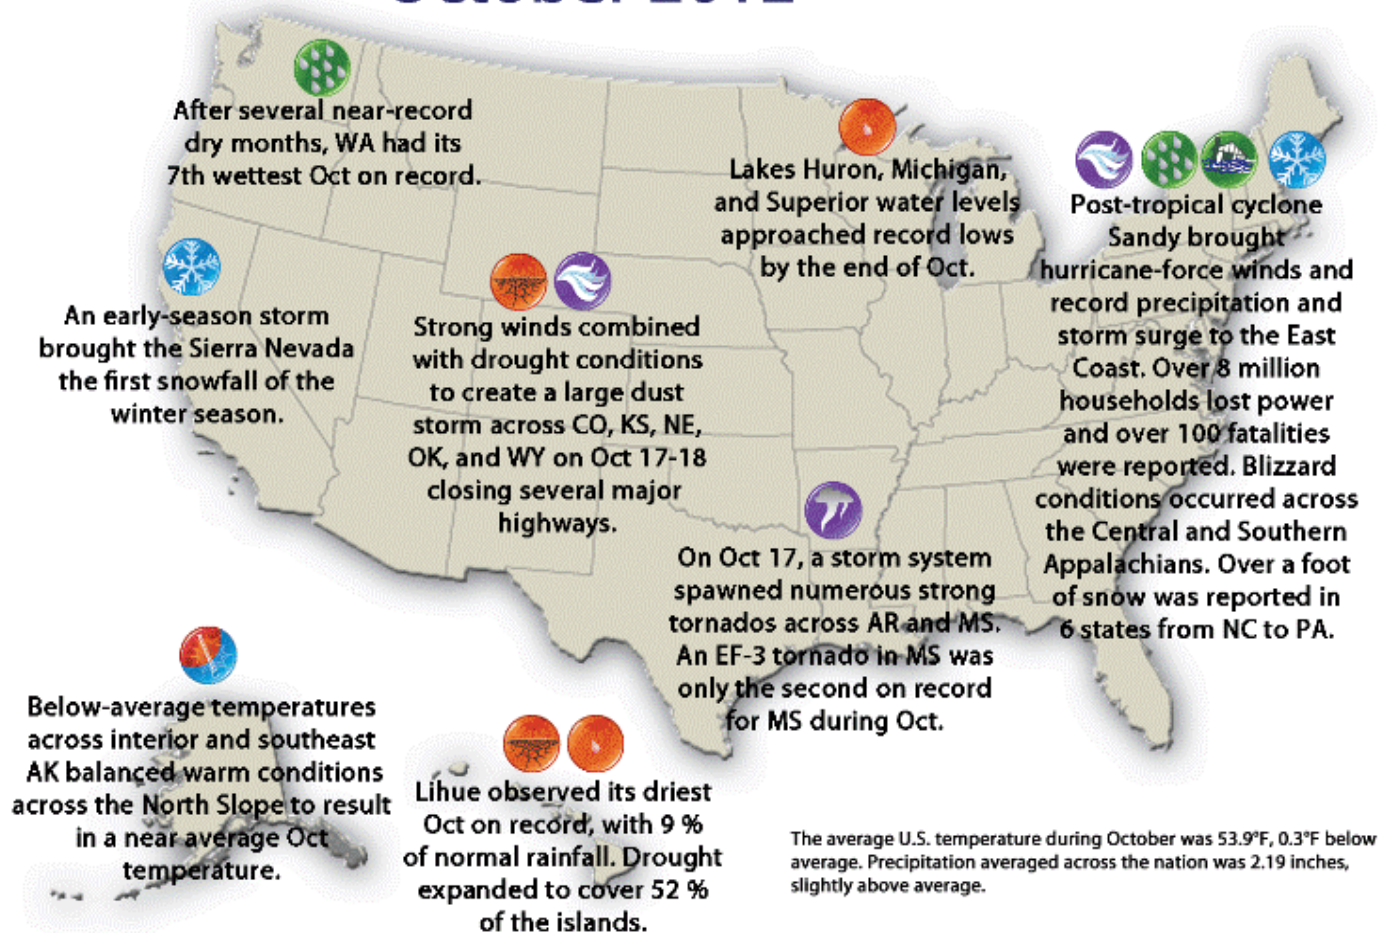 October 2012
After several near-record
dry months, WA had its
7th wettest Oct on record.
Lakes Huron, Michigan,
and Superior water levels
approached record lows
by the end of Oct.
Post-tropical cyclone
Sandy brought
hurricane-force winds and
record precipitation and
storm surge to the East
Coast. Over 8 million
households lost power
and over 100 fatalities
were reported. Blizzard
conditions occurred across
the Central and Southern
Appalachians. Over a foot
of snow was reported in
6 states from NC to PA.
An early-season storm
brought the Sierra Nevada
the first snowfall of the
winter season.
Strong winds combined
with drought conditions
to create a large dust
storm across CO, KS, NE,
OK, and WY on Oct 17-18
closing several major
highways.
On Oct 17, a storm system
spawned numerous strong
tornados across AR and MS.
An EF-3 tornado in MS was
only the second on record
for MS during Oct.
Below-average temperatures
across interior and southeast
AK balanced warm conditions
across the North Slope to result
in a near average Oct
temperature.
Lihue observed its driest
Oct on record, with 9 %
of normal rainfall. Drought
expanded to cover 52 %
of the islands.
The average U.S. temperature during October was 53.9°F, 0.3°F below
average. Precipitation averaged across the nation was 2.19 inches,
slightly above average.